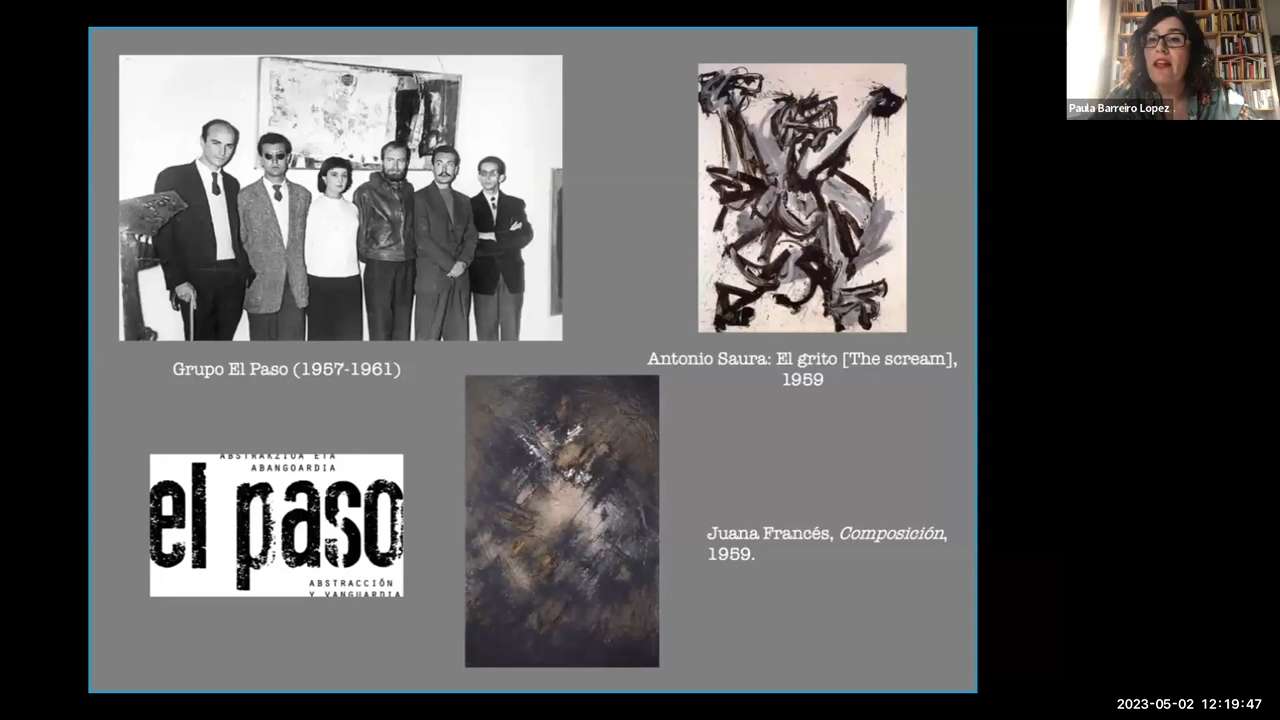 Paula Barreiro Lopez
Grupo El Paso (1957-1961)
Antonio Saura: El grito [The scream],
1959
ABSTRAKZIOA ETA
ABANGOARDIA
el paso
ABSTRACCIÓN
Y VANGUARDIA
Juana Francés, Composición,
1959.
2023-05-02 12:19:47